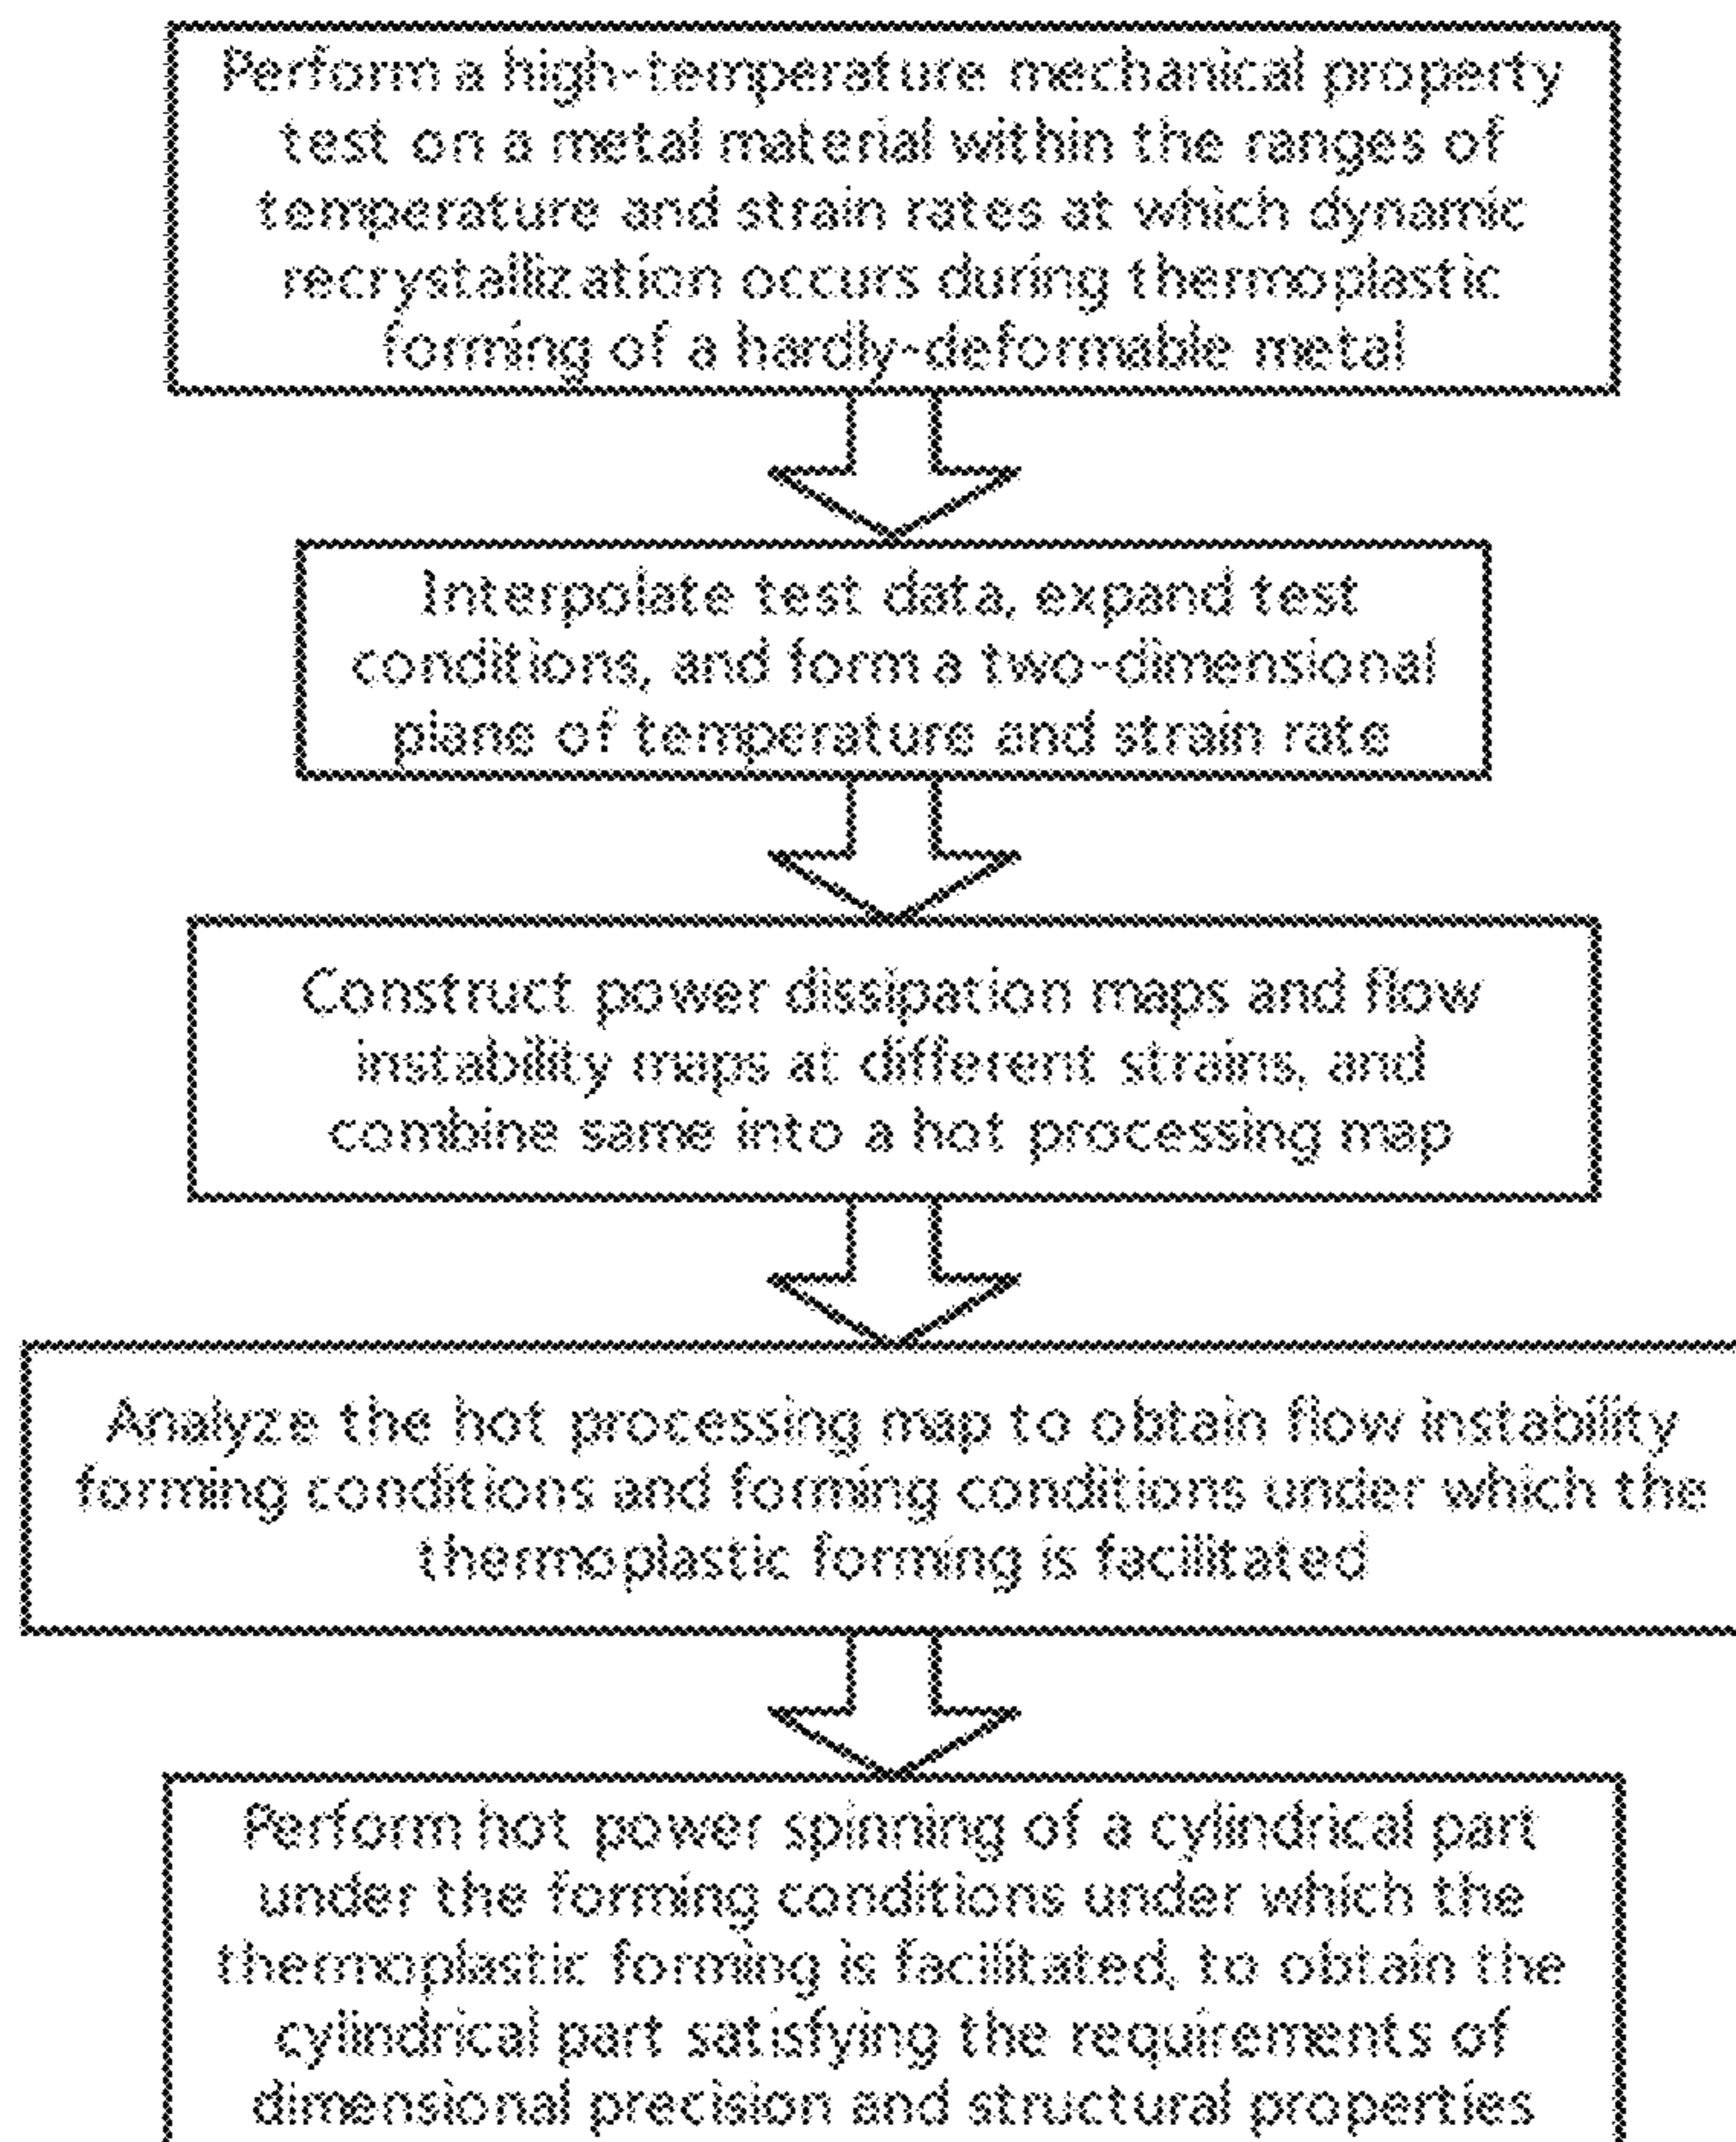 Perform a high-temperature mechanical property
test on a metal material within the ranges of
temperature and strain rates at which dynamic
recrystallization occurs during thermoplastic
forming of a hardly-deformable metal
Interpolate test data, expand test
conditions, and form a two-dimensional
plane of temperature and strain rate
Construct power dissipation maps and flow
instability maps at different strains, and
combine same into a hot processing map
Analyze the hot processing map to obtain flow instability
forming conditions and forming conditions under which the
thermoplastic forming is facilitated
Perform hot power spinning of a cylindrical part
under the forming conditions under which the
thermoplastic forming is facilitated, to obtain the
cylindrical part satisfying the requirements of
dimensional precision and structural properties